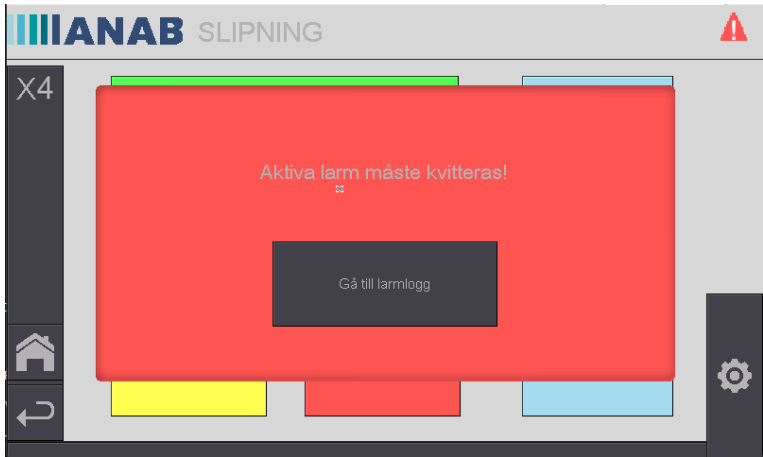 ANAB SLIPNING
X4
Aktiva larm måste kvitteras!
Gå till larmlogg